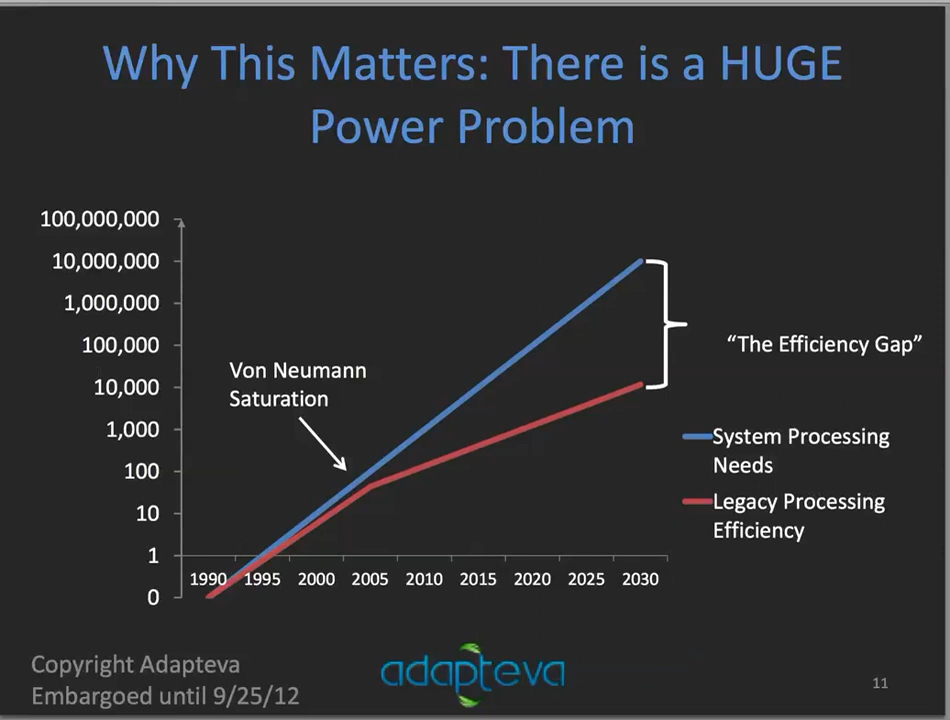 Why This Matters: There is a HUGE
Power Problem
100,000,000
10,000,000
1,000,000
100,000
10,000
1,000
100
10
1
0
Von Neumann
Saturation
1990 1995 2000 2005 2010 2015 2020 2025 2030
“The Efficiency Gap”
System Processing
Needs
Legacy Processing
Efficiency
Copyright Adapteva
Embargoed until 9/25/12
adapteva
11